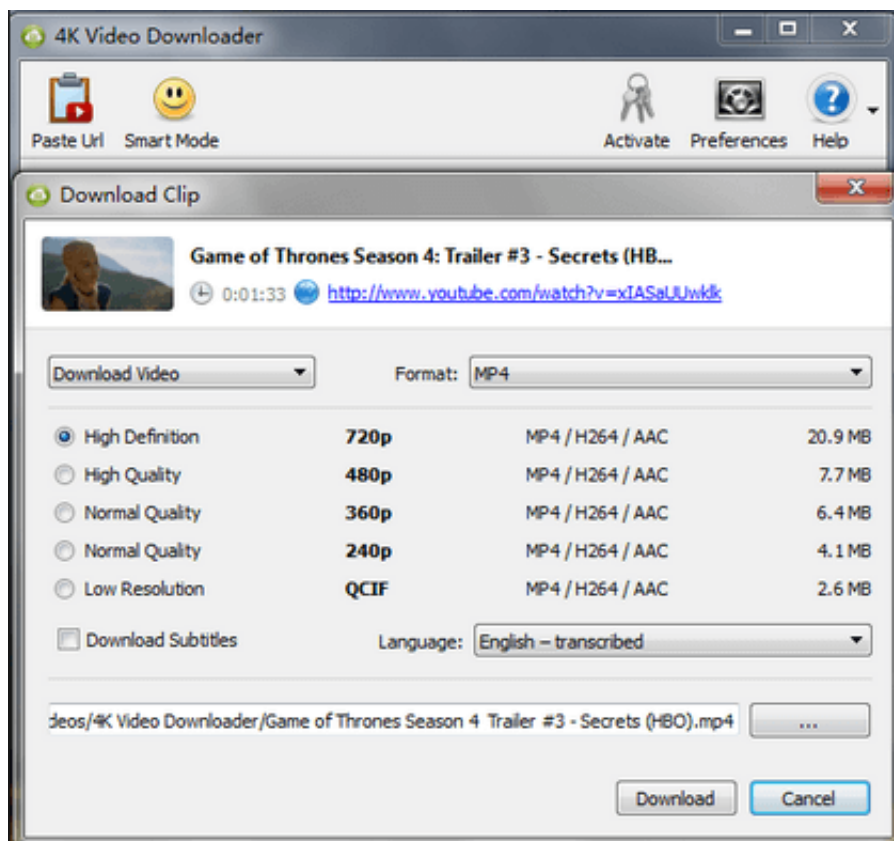 4K Video Downloader
Paste Url Smart Mode Activate Preferences Help
Download Clip
Game of Thrones Season 4: Trailer #3 - Secrets (HB...
0:01:33 http://www.youtube.com/watch?v=xIASaUUwklk
Download Video Format: MP4
High Definition 720p MP4 / H264 / AAC 20.9 MB
High Quality 480p MP4 / H264 / AAC 7.7 MB
Normal Quality 360p MP4 / H264 / AAC 6.4 MB
Normal Quality 240p MP4 / H264 / AAC 4.1 MB
Low Resolution QCIF MP4 / H264 / AAC 2.6 MB
Download Subtitles Language: English – transcribed
deos/4K Video Downloader/Game of Thrones Season 4 Trailer #3 - Secrets (HBO).mp4 ...
Download Cancel